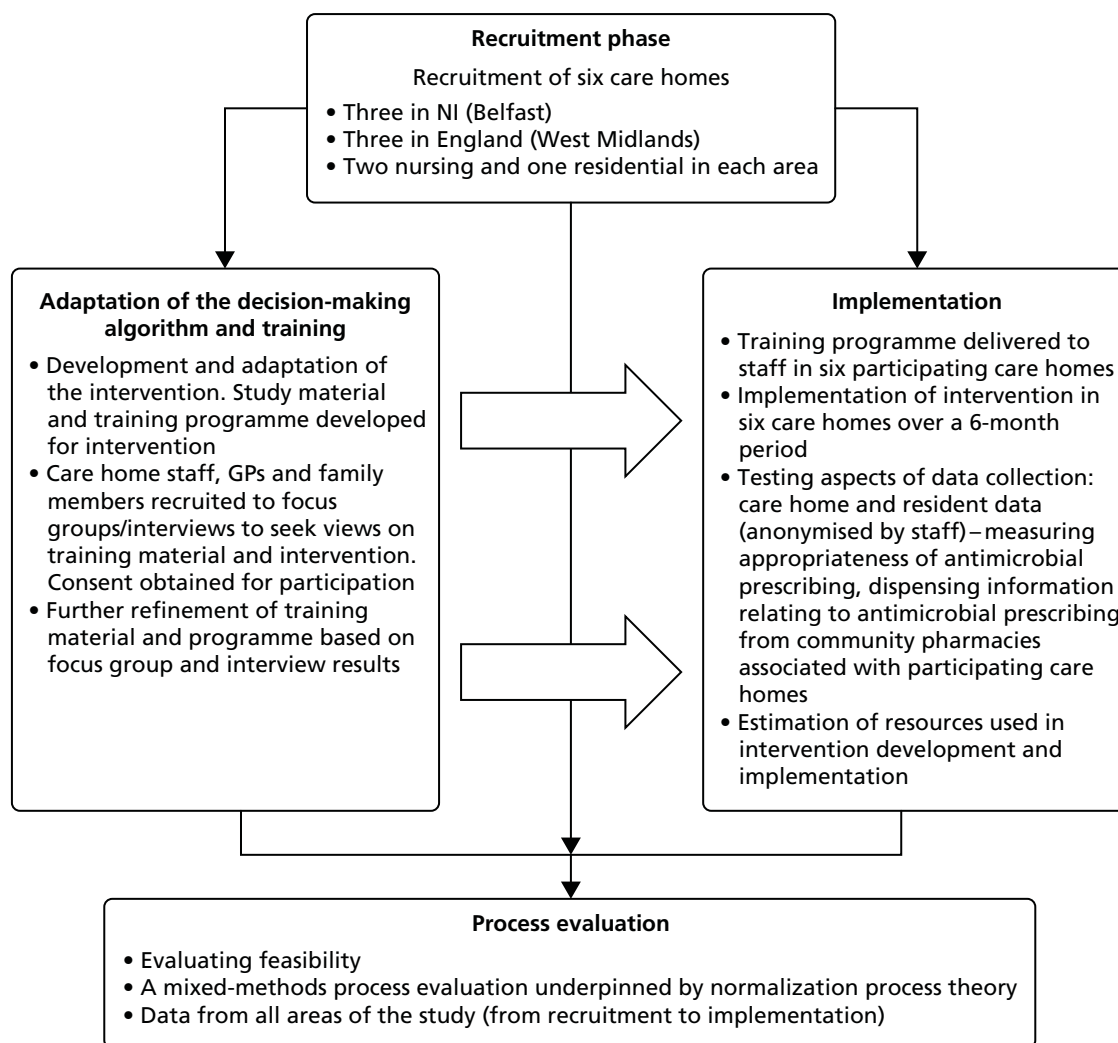 Recruitment phase
Recruitment of six care homes
• Three in NI (Belfast)
• Three in England (West Midlands)
• Two nursing and one residential in each area
Adaptation of the decision-making
algorithm and training
• Development and adaptation of
the intervention. Study material
and training programme developed
for intervention
• Care home staff, GPs and family
members recruited to focus
groups/interviews to seek views on
training material and intervention.
Consent obtained for participation
• Further refinement of training
material and programme based on
focus group and interview results
Implementation
• Training programme delivered to
staff in six participating care homes
• Implementation of intervention in
six care homes over a 6-month
period
• Testing aspects of data collection:
care home and resident data
(anonymised by staff) – measuring
appropriateness of antimicrobial
prescribing, dispensing information
relating to antimicrobial prescribing
from community pharmacies
associated with participating care
homes
• Estimation of resources used in
intervention development and
implementation
Process evaluation
• Evaluating feasibility
• A mixed-methods process evaluation underpinned by normalization process theory
• Data from all areas of the study (from recruitment to implementation)